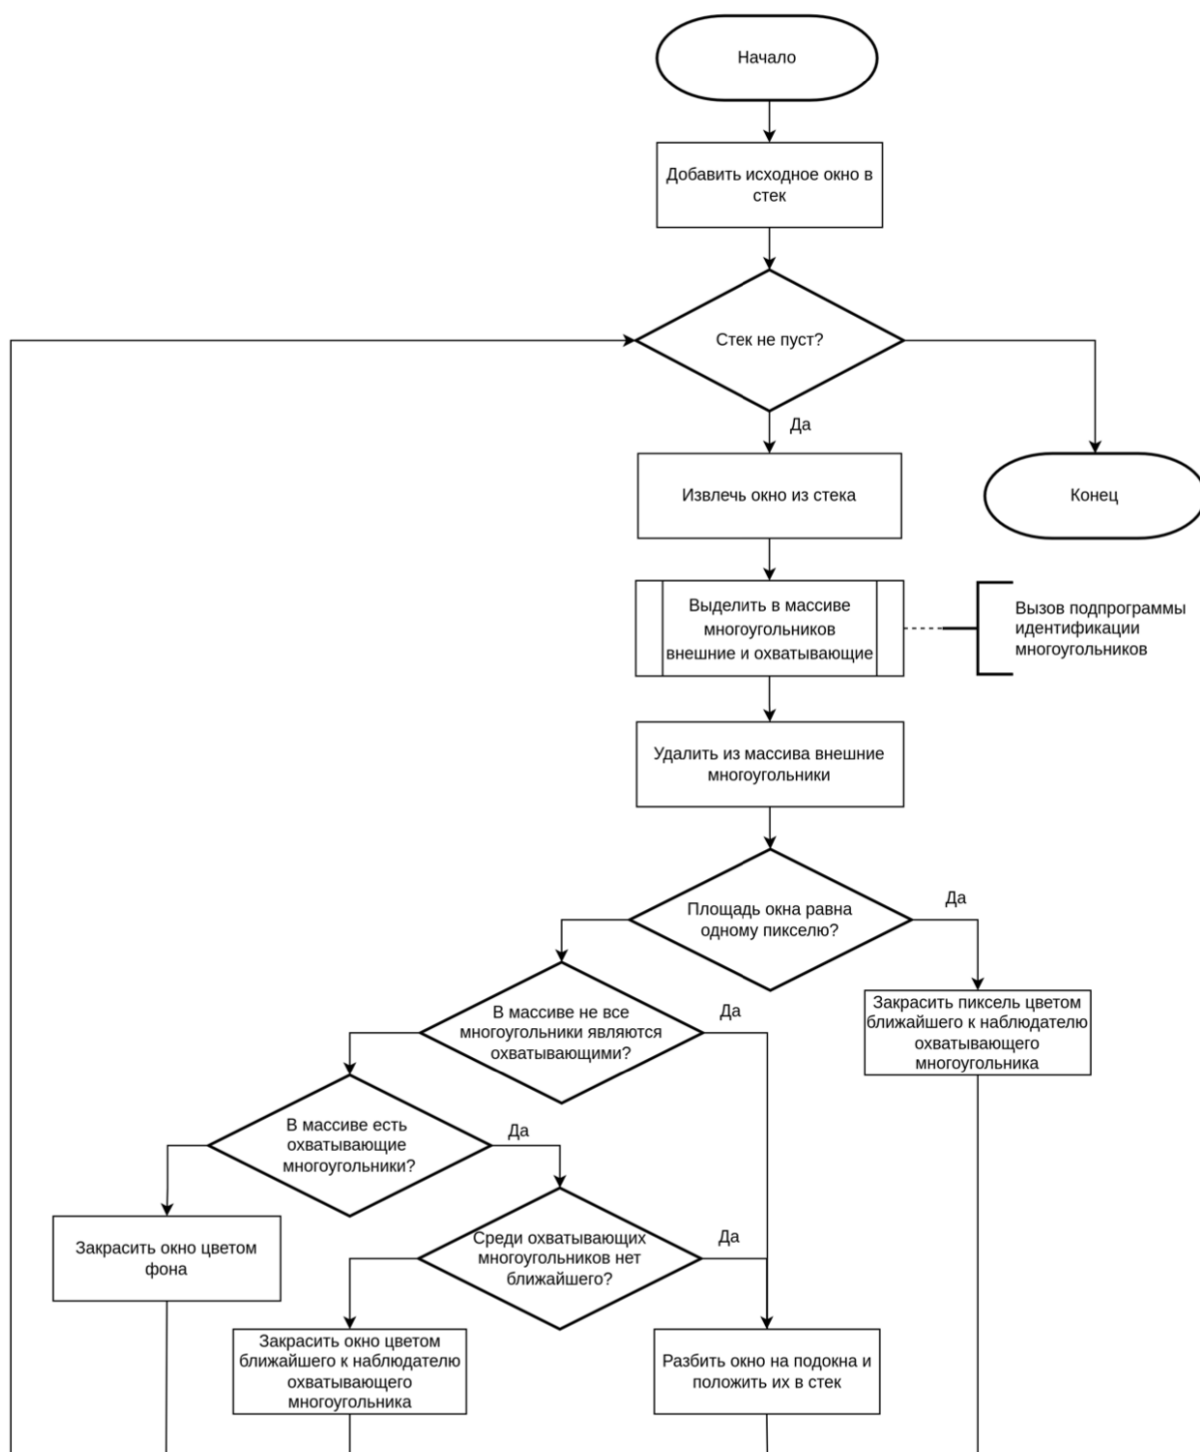 Начало
Добавить исходное окно в
стек
Стек не пуст?
Да
Извлечь окно из стека
Конец
Выделить в массиве
многоугольников
внешние и охватывающие
Вызов подпрограммы
идентификации
многоугольников
Удалить из массива внешние
многоугольники
Площадь окна равна
одному пикселю?
Да
В массиве не все
многоугольники являются
охватывающими?
Да
Закрасить пиксель цветом
ближайшего к наблюдателю
охватывающего
многоугольника
В массиве есть
охватывающие
многоугольники?
Да
Закрасить окно цветом
фона
Среди охватывающих
многоугольников нет
ближайшего?
Да
Закрасить окно цветом
ближайшего к наблюдателю
охватывающего
многоугольника
Разбить окно на подокна и
положить их в стек